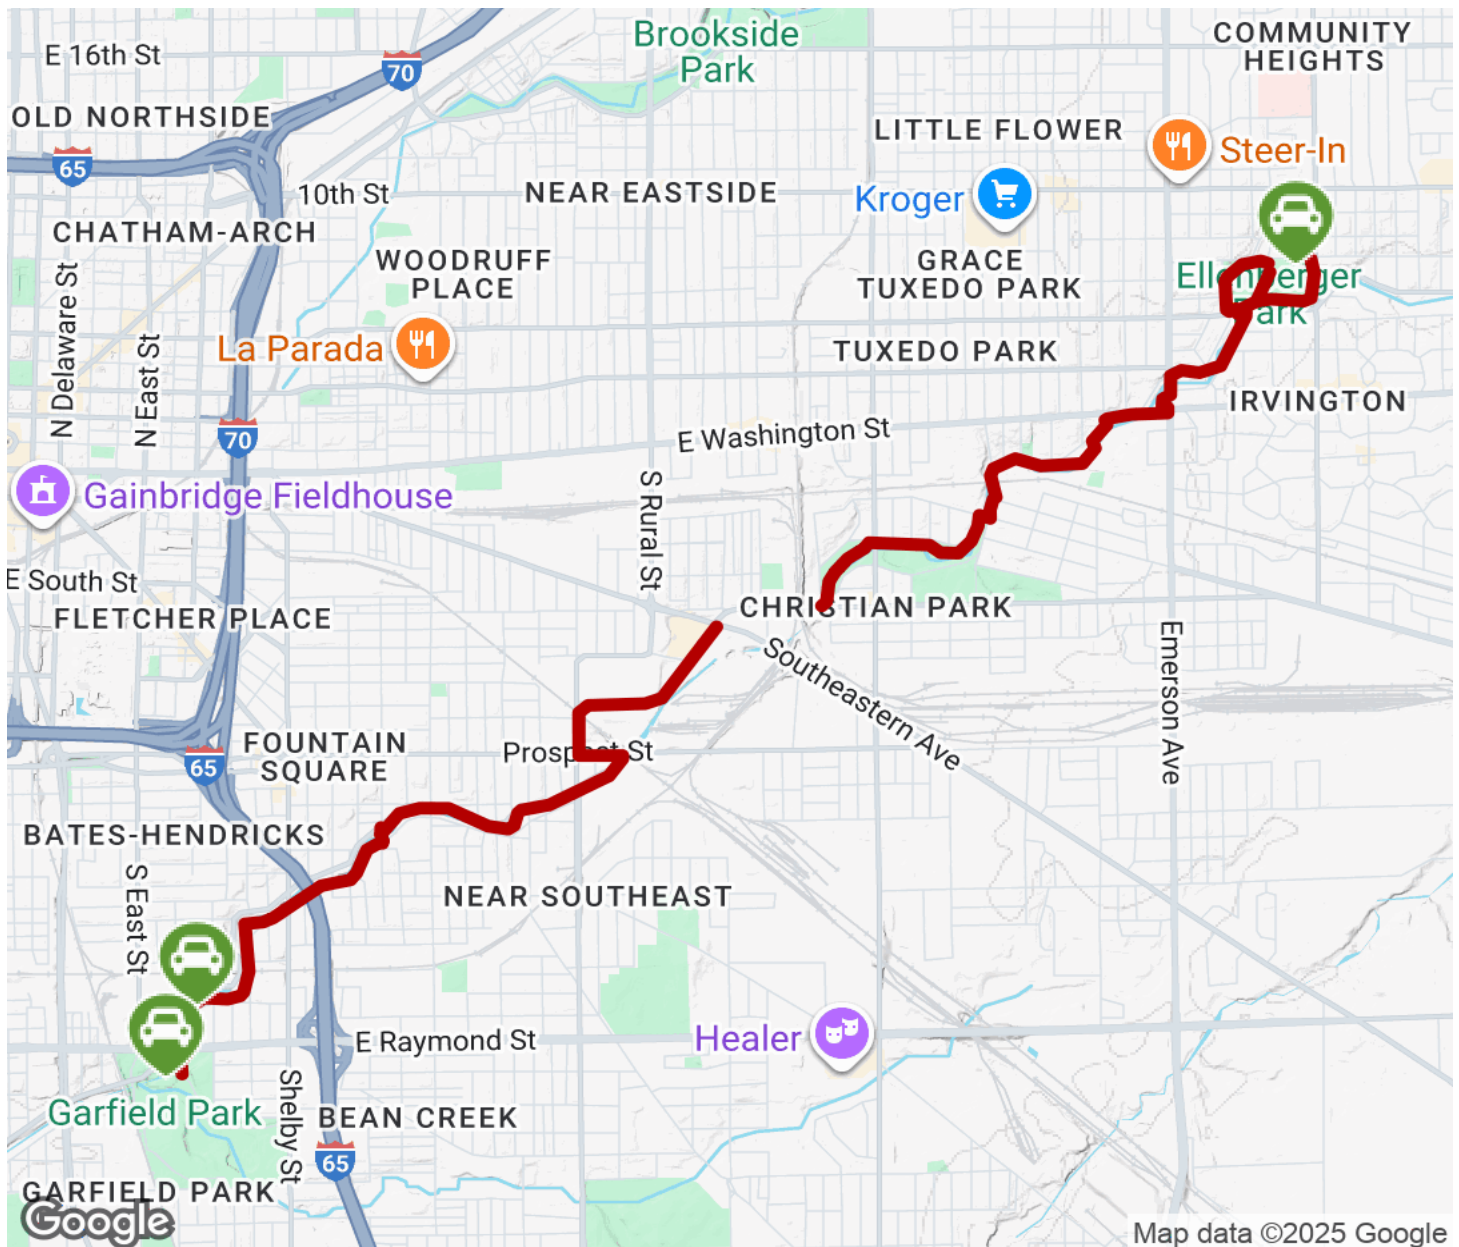 Brookside
Park
COMMUNITY
HEIGHTS
E 16th St
70
OLD NORTHSIDE
LITTLE FLOWER
Steer-In
65
10th St
NEAR EASTSIDE
Kroger
CHATHAM-ARCH
WOODRUFF
PLACE
GRACE
TUXEDO PARK
Ellenberger
Park
N Delaware St
N East St
La Parada
TUXEDO PARK
IRVINGTON
70
E Washington St
Gainbridge Fieldhouse
S Rural St
E South St
FLETCHER PLACE
CHRISTIAN PARK
Southeastern Ave
Emerson Ave
FOUNTAIN
SQUARE
65
Prospect St
BATES-HENDRICKS
S East St
NEAR SOUTHEAST
E Raymond St
Healer
Garfield Park
Shelby St
BEAN CREEK
65
GARFIELD PARK
Google
Map data ©2025 Google